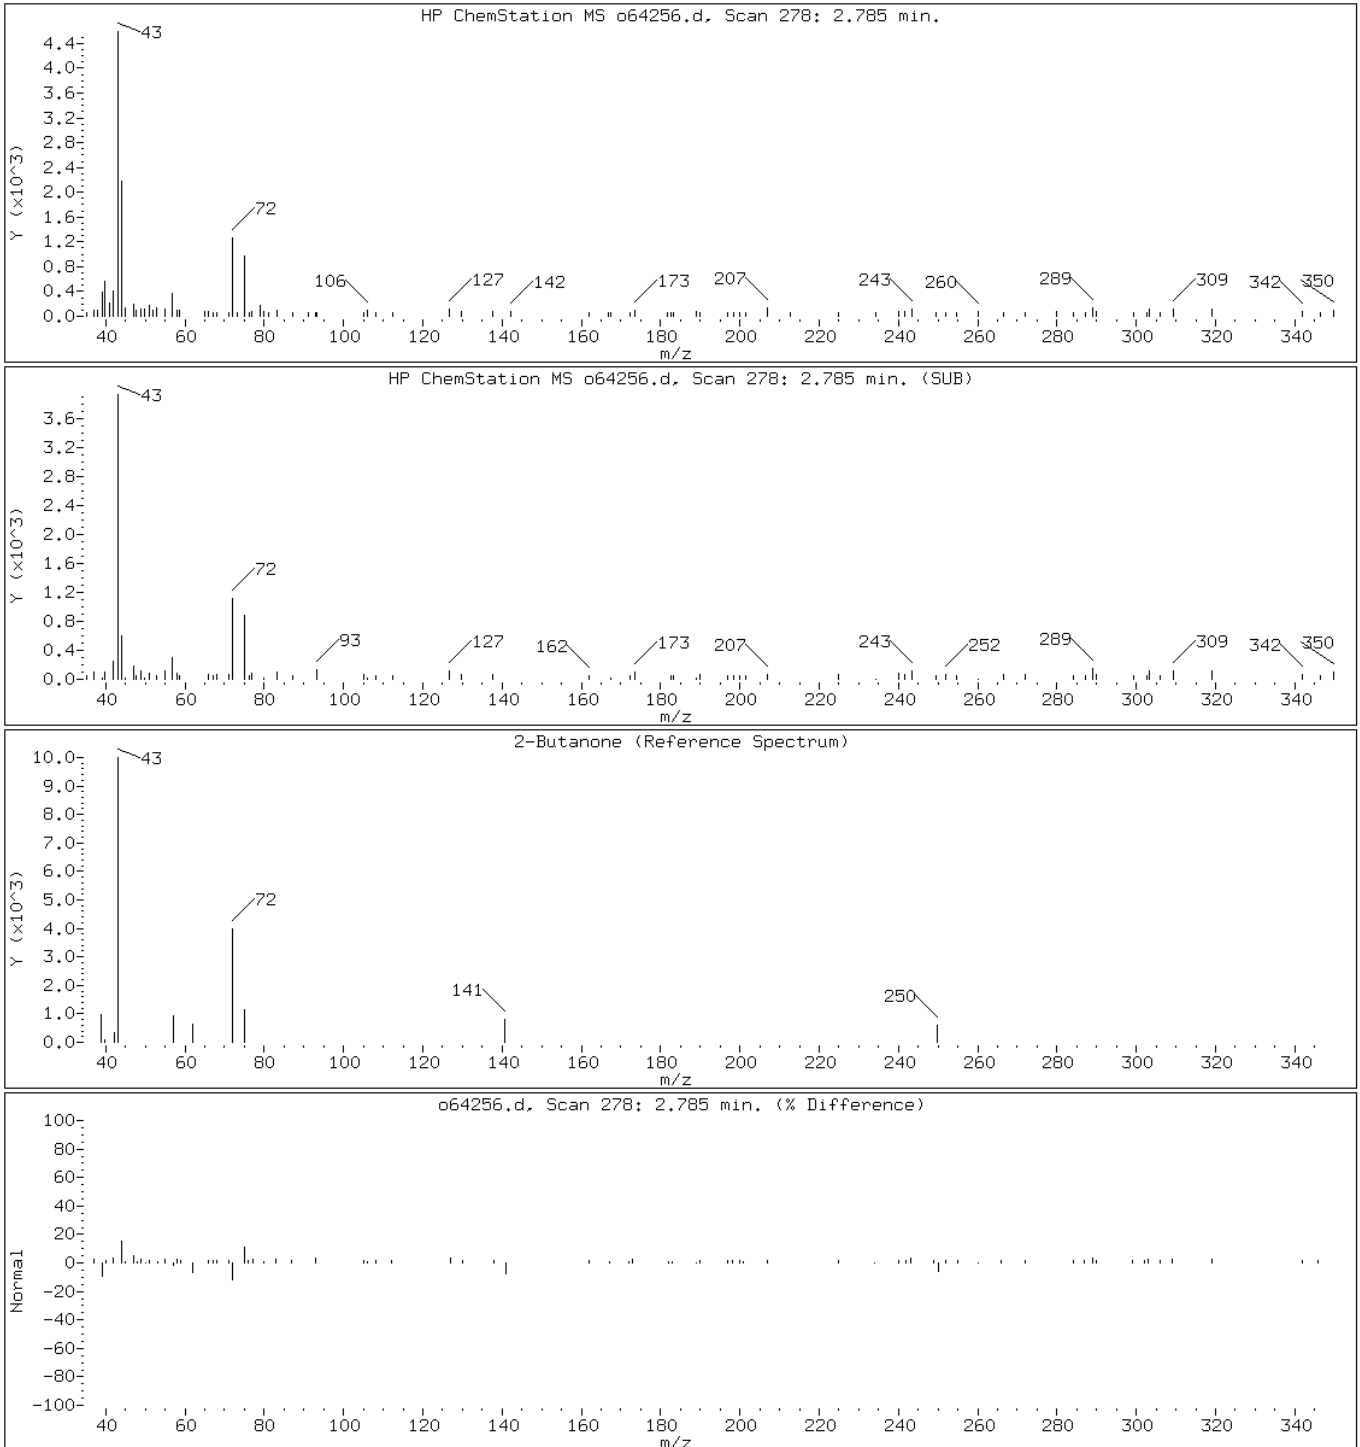 HP ChemStation MS o64256.d, Scan 278: 2.785 min.
43
4.4-
4.0-
3.6-
3.2-
2.8-
2.4-
2.0-
1.6-
1.2-
0.8-
0.4-
0.0-
Y (x10^3)
72
106 127 142 173 207 243 260 289 309 342 350
40 60 80 100 120 140 160 180 200 220 240 260 280 300 320 340
m/z
HP ChemStation MS o64256.d, Scan 278: 2.785 min. (SUB)
43
3.6-
3.2-
2.8-
2.4-
2.0-
1.6-
1.2-
0.8-
0.4-
0.0-
Y (x10^3)
72
93 127 162 173 207 243 252 289 309 342 350
40 60 80 100 120 140 160 180 200 220 240 260 280 300 320 340
m/z
2-Butanone (Reference Spectrum)
43
10.0-
9.0-
8.0-
7.0-
6.0-
5.0-
4.0-
3.0-
2.0-
1.0-
0.0-
Y (x10^3)
72
141 250
40 60 80 100 120 140 160 180 200 220 240 260 280 300 320 340
m/z
o64256.d, Scan 278: 2.785 min. (% Difference)
100-
80-
60-
40-
20-
0-
-20-
-40-
-60-
-80-
-100-
Normal
40 60 80 100 120 140 160 180 200 220 240 260 280 300 320 340
m/z